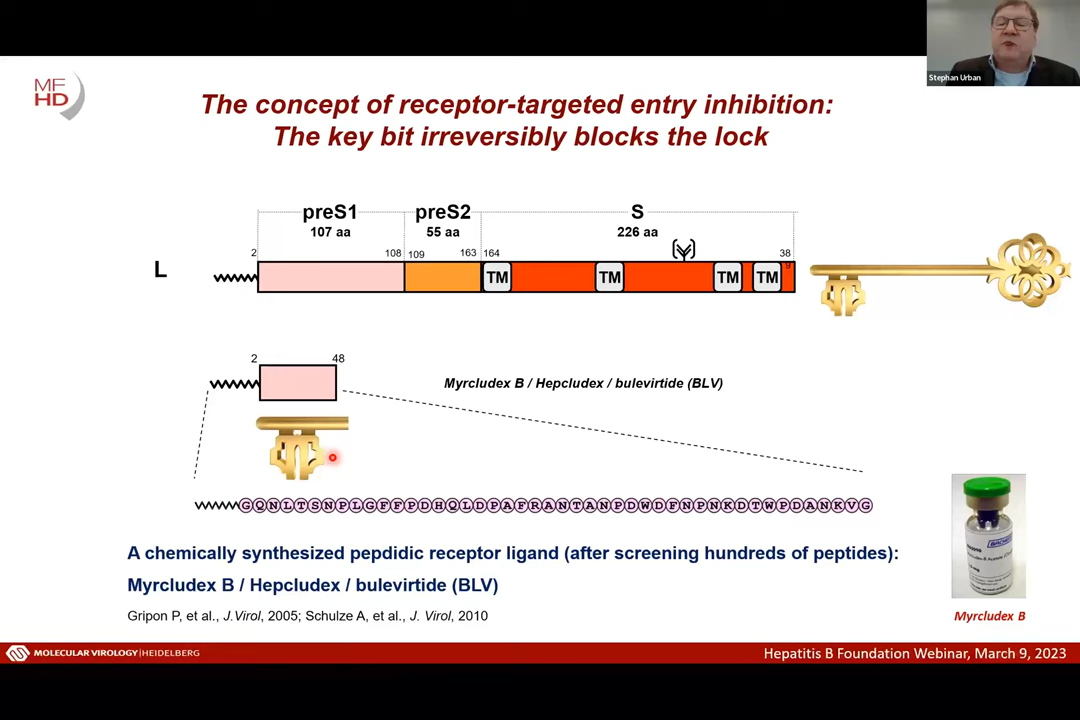 Stephan Urban
MF
HD
The concept of receptor-targeted entry inhibition:
The key bit irreversibly blocks the lock
preS1 preS2 S
107 aa 55 aa 226 aa
2 108 109 163 164 38
9
L
TM TM TM TM
2 48
Myrcludex B / Hepcludex / bulevirtide (BLV)
GQNLTSNPLGFFPDHQLDPAFRANTANPDWDFNPNKDTWPDANKVG
A chemically synthesized pepdidic receptor ligand (after screening hundreds of peptides):
Myrcludex B / Hepcludex / bulevirtide (BLV)
Gripon P, et al., J.Virol, 2005; Schulze A, et al., J. Virol, 2010
Myrcludex B
MOLECULAR VIROLOGY | HEIDELBERG
Hepatitis B Foundation Webinar, March 9, 2023